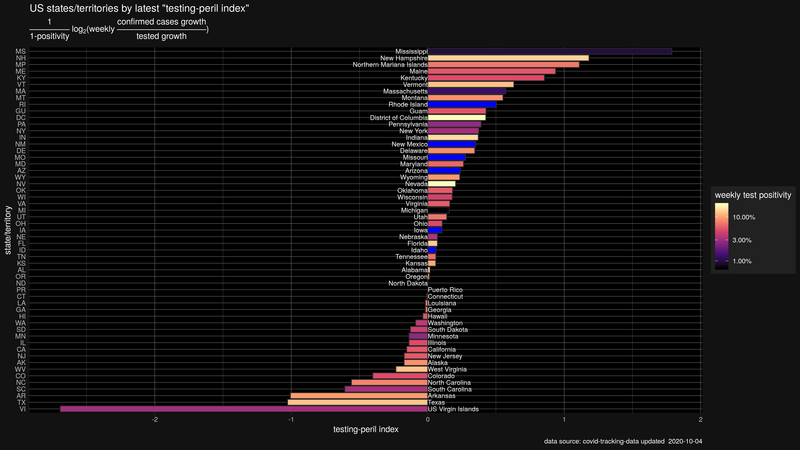 US states/territories by latest "testing-peril index"
1
1-positivity
log2(weekly
confirmed cases growth
tested growth
)
MS Mississippi
NH New Hampshire
MP Northern Mariana Islands
ME Maine
KY Kentucky
VT Vermont
MA Massachusetts
MT Montana
RI Rhode Island
GU Guam
DC District of Columbia
PA Pennsylvania
NY New York
IN Indiana
NM New Mexico
DE Delaware
MO Missouri
MD Maryland
AZ Arizona
WY Wyoming
NV Nevada
OK Oklahoma
WI Wisconsin
VA Virginia
MI Michigan
UT Utah
OH Ohio
IA Iowa
NE Nebraska
FL Florida
ID Idaho
TN Tennessee
KS Kansas
AL Alabama
OR Oregon
ND North Dakota
PR Puerto Rico
CT Connecticut
LA Louisiana
GA Georgia
HI Hawaii
WA Washington
SD South Dakota
MN Minnesota
IL Illinois
CA California
NJ New Jersey
AK Alaska
WV West Virginia
CO Colorado
NC North Carolina
SC South Carolina
AR Arkansas
TX Texas
VI US Virgin Islands
state/territory
-2 -1 0 1 2
testing-peril index
weekly test positivity
10.00%
3.00%
1.00%
data source: covid-tracking-data updated 2020-10-04